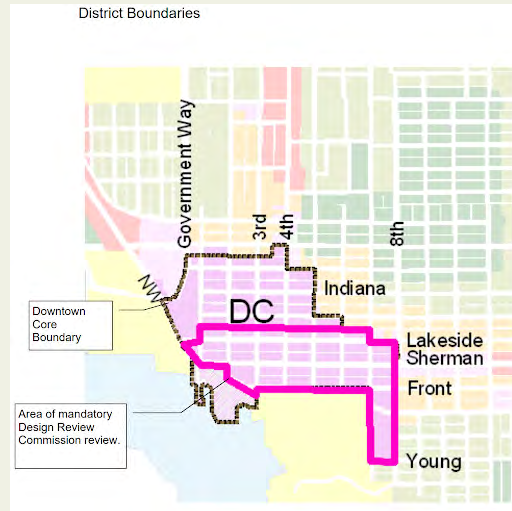 District Boundaries
Government Way
3rd
4th
8th
NW
Indiana
Downtown
Core
Boundary
DC
Lakeside
Sherman
Front
Area of mandatory
Design Review
Commission review.
Young